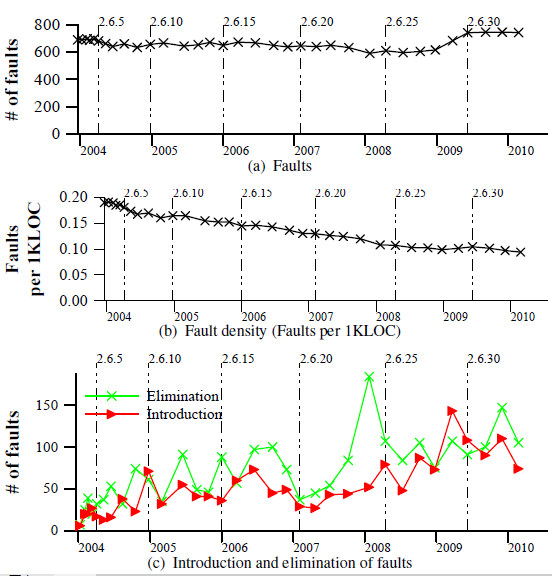 2.6.5 2.6.10 2.6.15 2.6.20 2.6.25 2.6.30
# of faults
800
600
400
200
0
2004 2005 2006 2007 2008 2009 2010
(a) Faults
2.6.5 2.6.10 2.6.15 2.6.20 2.6.25 2.6.30
Faults
per 1KLOC
0.20
0.15
0.10
0.05
0.00
2004 2005 2006 2007 2008 2009 2010
(b) Fault density (Faults per 1KLOC)
2.6.5 2.6.10 2.6.15 2.6.20 2.6.25 2.6.30
Elimination
Introduction
# of faults
150
100
50
0
2004 2005 2006 2007 2008 2009 2010
(c) Introduction and elimination of faults